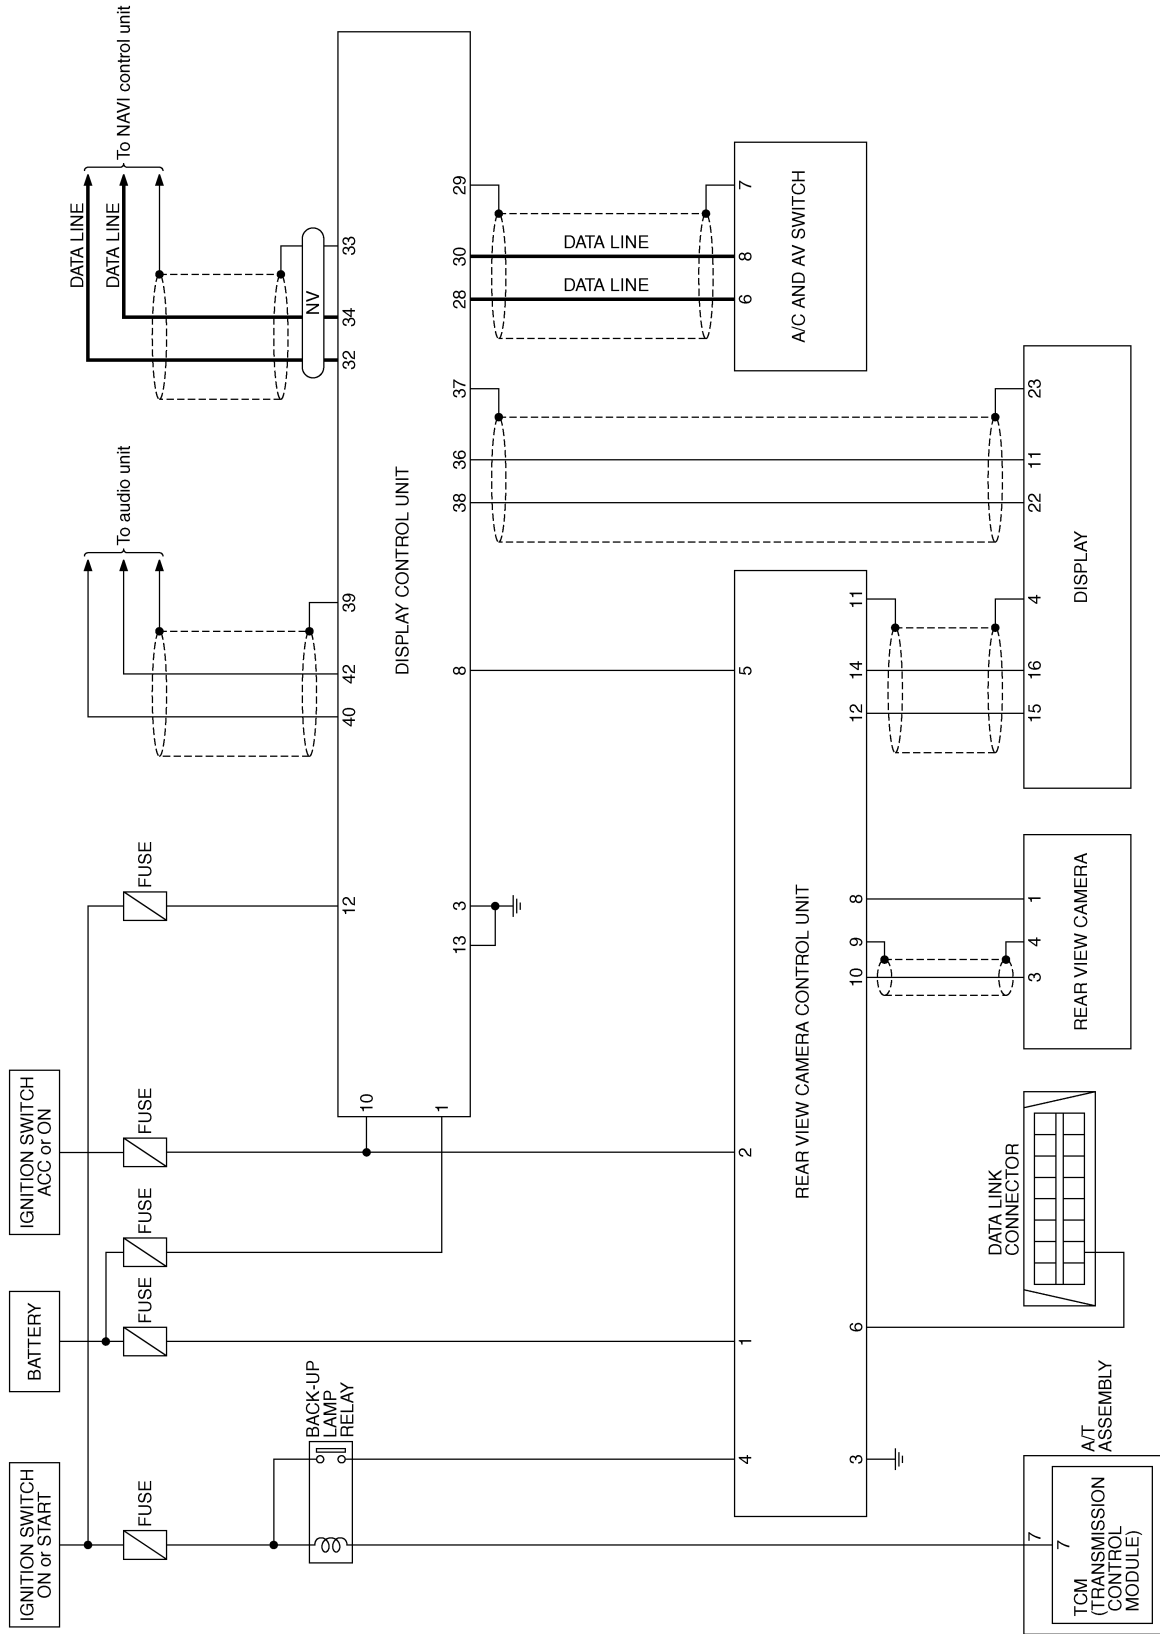 IGNITION SWITCH
ON or START
BATTERY
IGNITION SWITCH
ACC or ON
FUSE
FUSE
FUSE
FUSE
FUSE
BACK-UP
LAMP
RELAY
To audio unit
DATA LINE
DATA LINE
To NAVI control unit
NV
10
1
12
40
42
39
32
34
33
DISPLAY CONTROL UNIT
13
3
8
38
36
37
28
30
29
DATA LINE
DATA LINE
4
1
2
5
REAR VIEW CAMERA CONTROL UNIT
3
6
10
9
8
12
14
11
6
8
7
A/C AND AV SWITCH
A/T
ASSEMBLY
7
7
TCM
(TRANSMISSION
CONTROL
MODULE)
DATA LINK
CONNECTOR
3
4
1
REAR VIEW CAMERA
15
16
4
22
11
23
DISPLAY